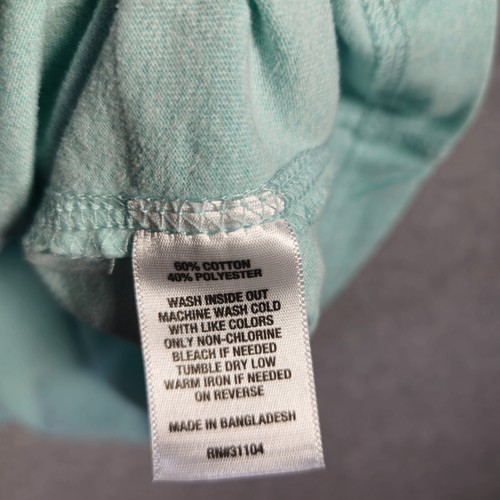 60% COTTON
40% POLYESTER
WASH INSIDE OUT
MACHINE WASH COLD
WITH LIKE COLORS
ONLY NON-CHLORINE
BLEACH IF NEEDED
TUMBLE DRY LOW
WARM IRON IF NEEDED
ON REVERSE
MADE IN BANGLADESH
RN#31104